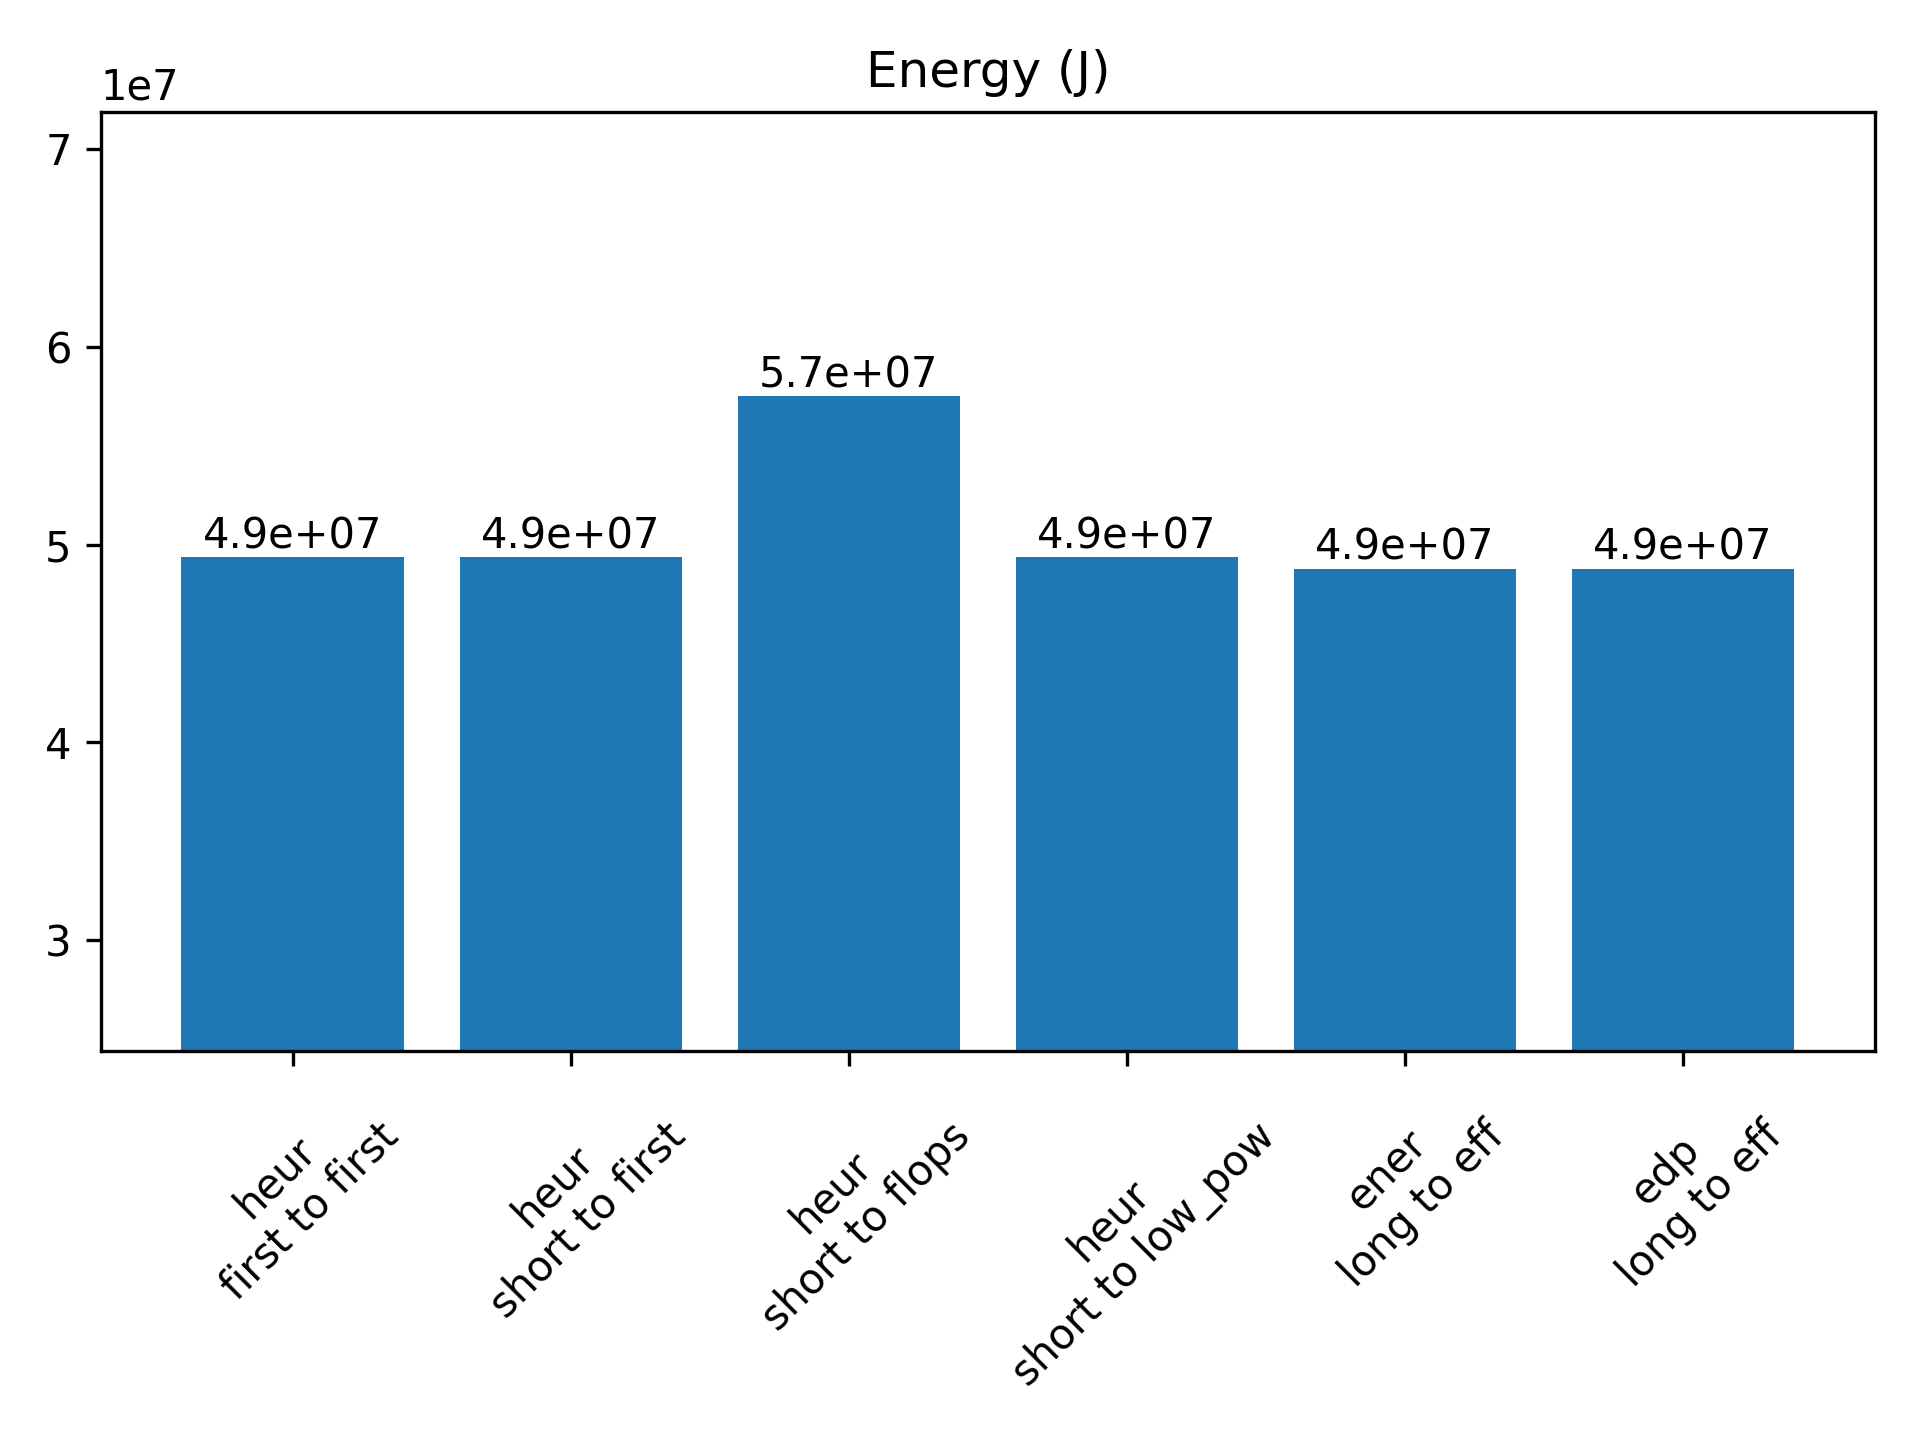 Energy (J)
1e7
7
6
5
4
3
4.9e+07
4.9e+07
5.7e+07
4.9e+07
4.9e+07
4.9e+07
heur
first to first
heur
short to first
heur
short to flops
heur
short to low_pow
ener
long to eff
edp
long to eff